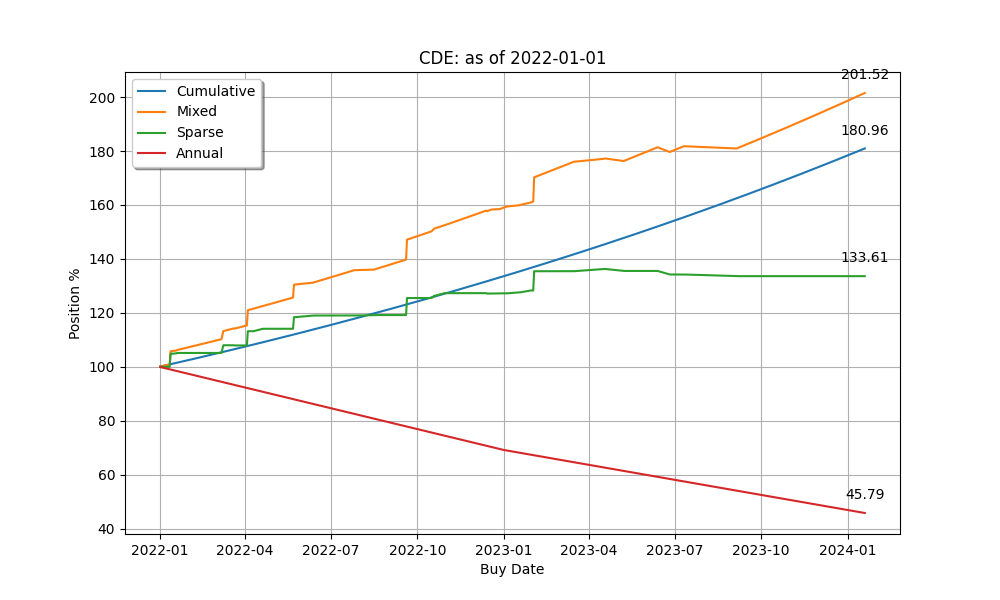 CDE: as of 2022-01-01
Cumulative
Mixed
Sparse
Annual
201.52
180.96
133.61
45.79
200
180
160
140
120
100
80
60
40
Position %
2022-01 2022-04 2022-07 2022-10 2023-01 2023-04 2023-07 2023-10 2024-01
Buy Date